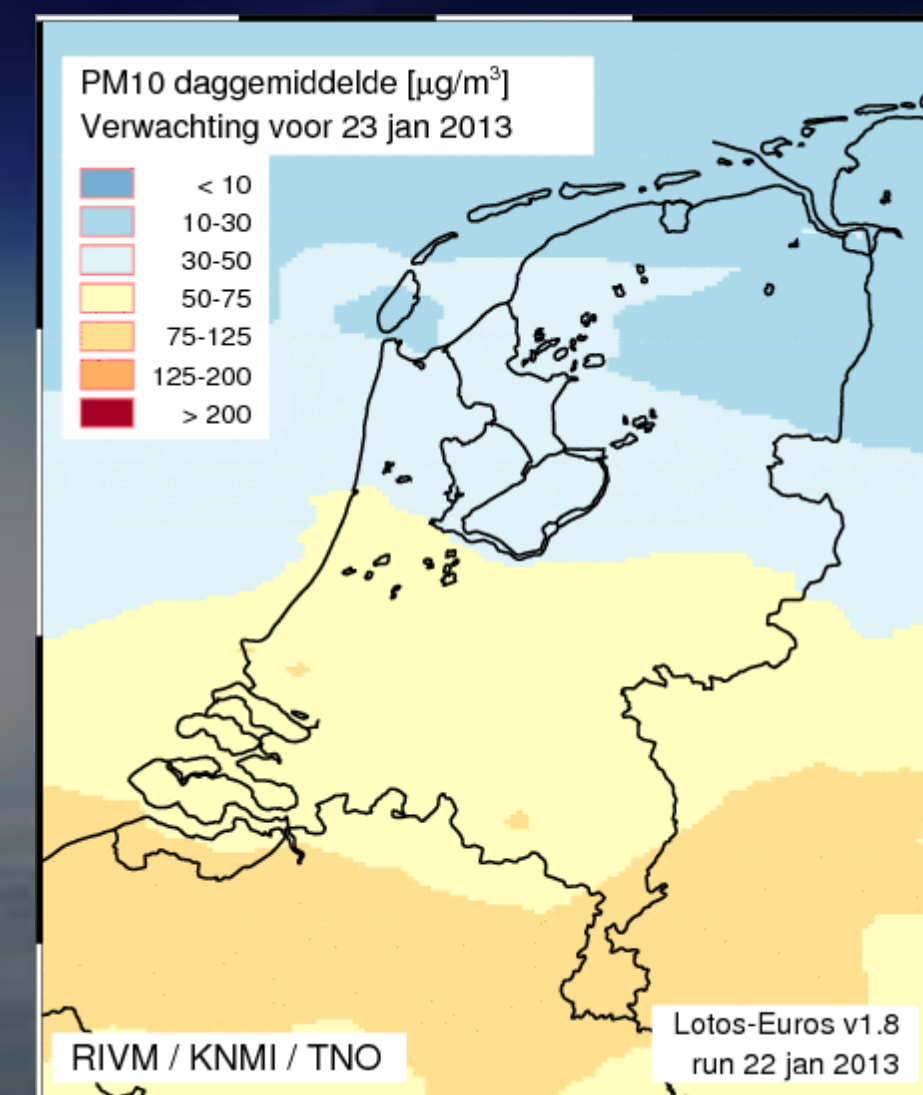 PM10 daggemiddelde [µg/m³]
Verwachting voor 23 jan 2013
< 10
10-30
30-50
50-75
75-125
125-200
> 200
RIVM / KNMI / TNO
Lotos-Euros v1.8
run 22 jan 2013